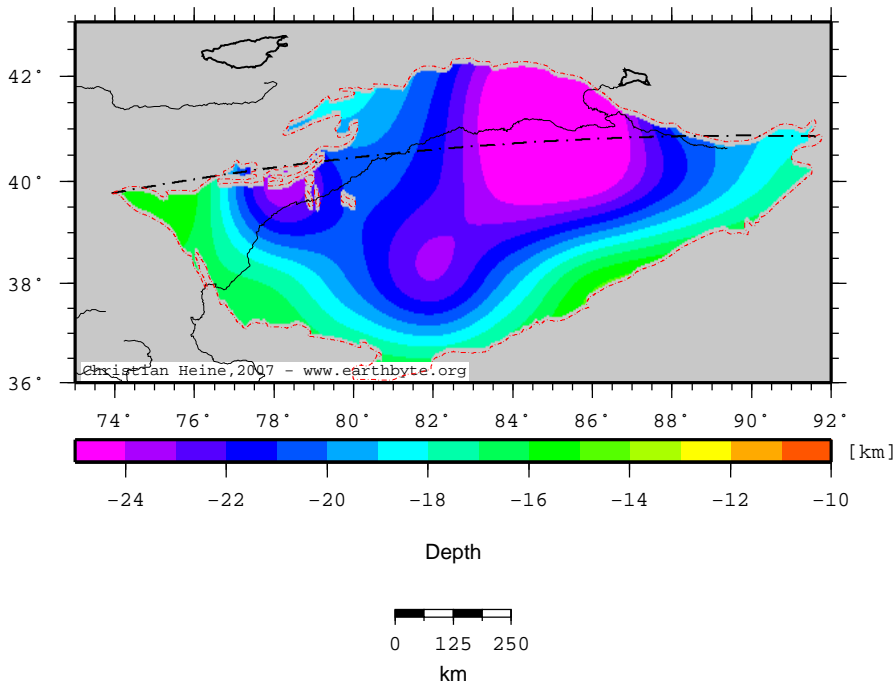 42°
40°
38°
36°
Christian Heine,2007 - www.earthbyte.org
74° 76° 78° 80° 82° 84° 86° 88° 90° 92°
[km]
−24 −22 −20 −18 −16 −14 −12 −10
Depth
0 125 250
km